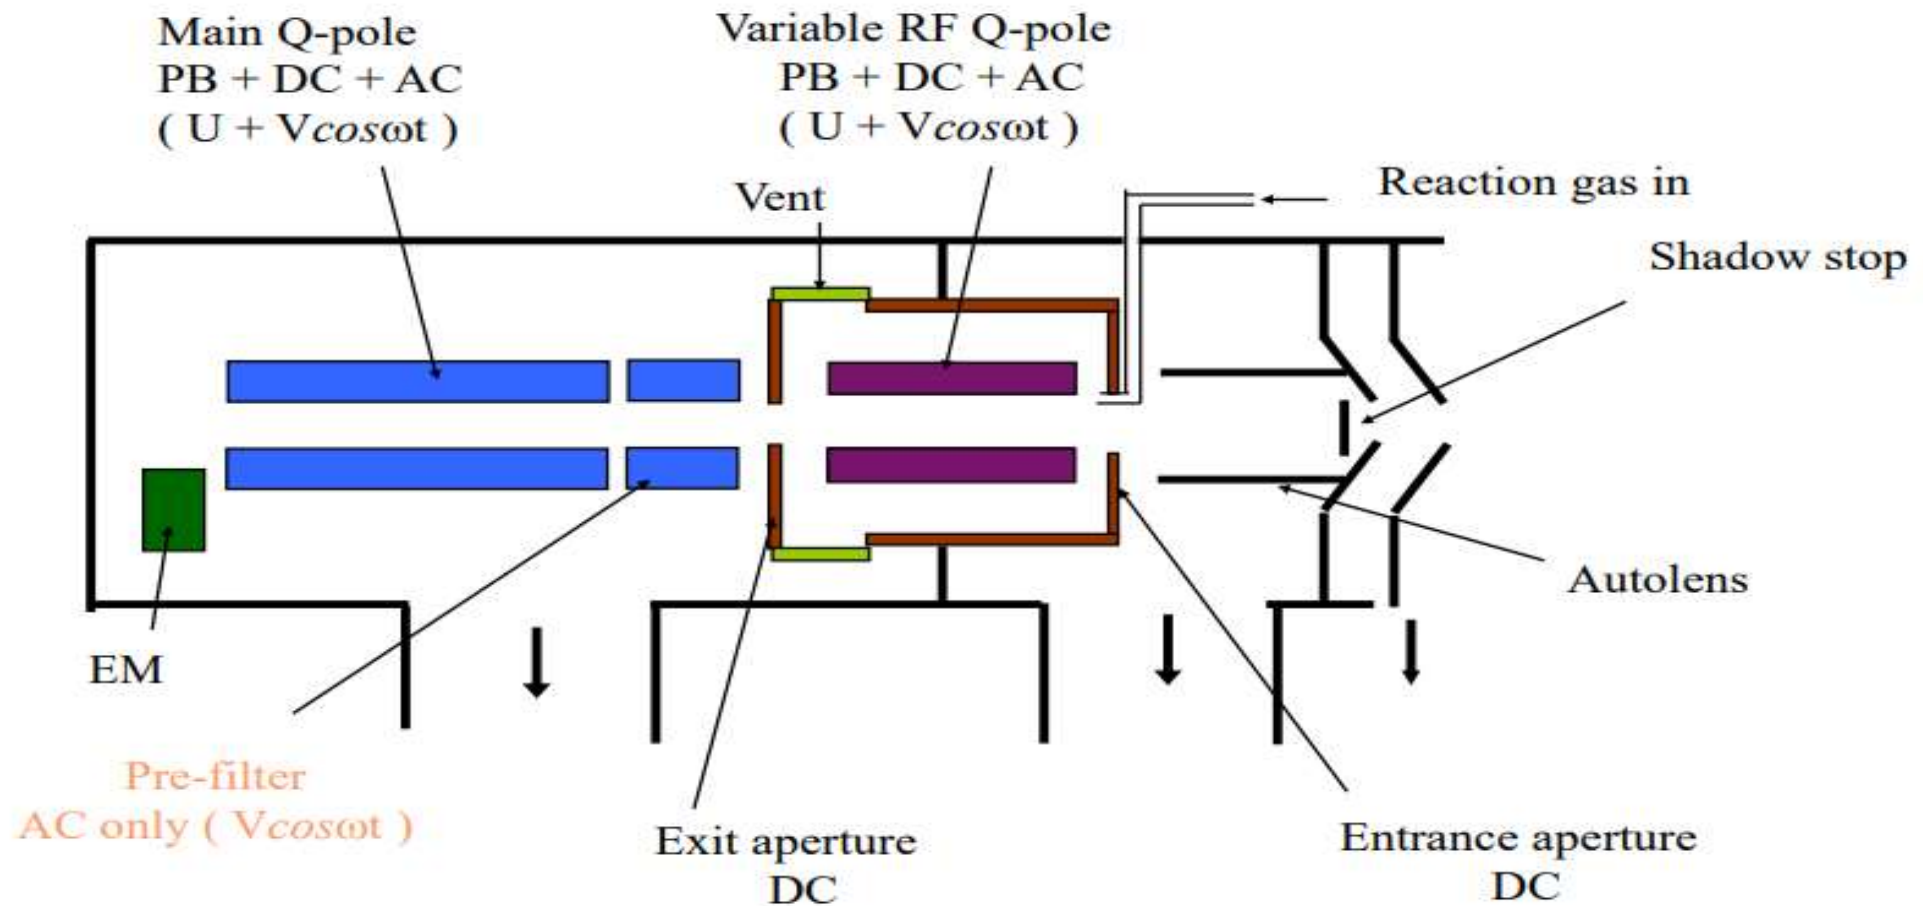 Main Q-pole
PB + DC + AC
( U + Vcosωt )
Variable RF Q-pole
PB + DC + AC
( U + Vcosωt )
Vent
Reaction gas in
Shadow stop
Autolens
EM
Pre-filter
AC only ( Vcosωt )
Exit aperture
DC
Entrance aperture
DC